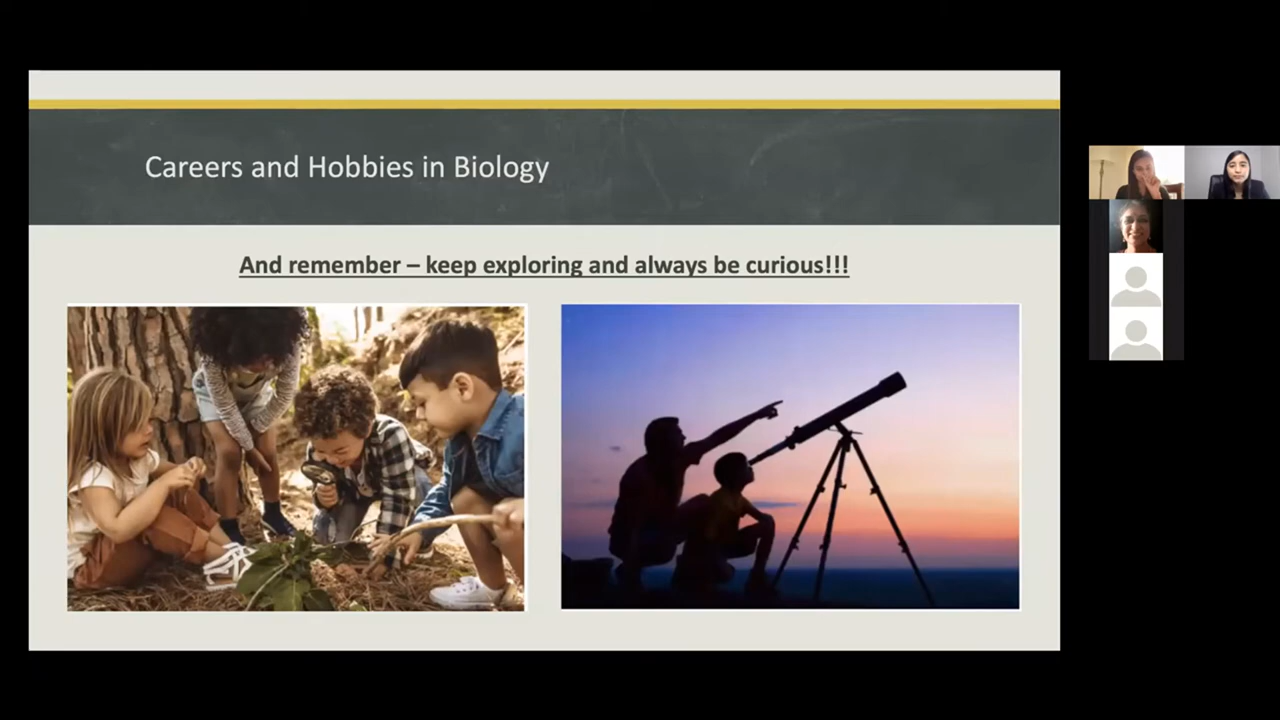 Careers and Hobbies in Biology
And remember – keep exploring and always be curious!!!